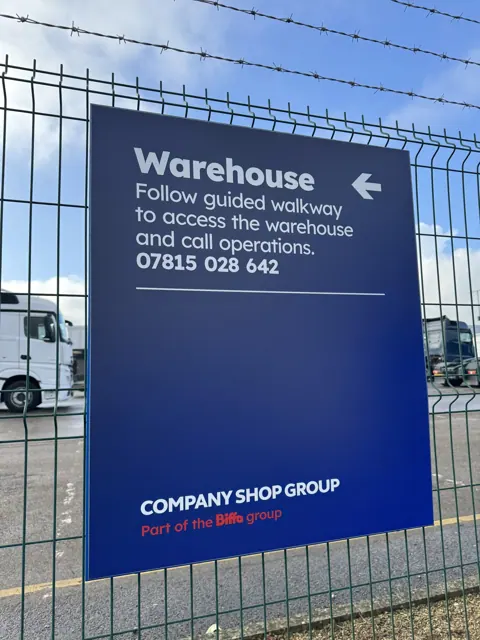 Warehouse
Follow guided walkway
to access the warehouse
and call operations.
07815 028 642
COMPANY SHOP GROUP
Part of the Biffa group